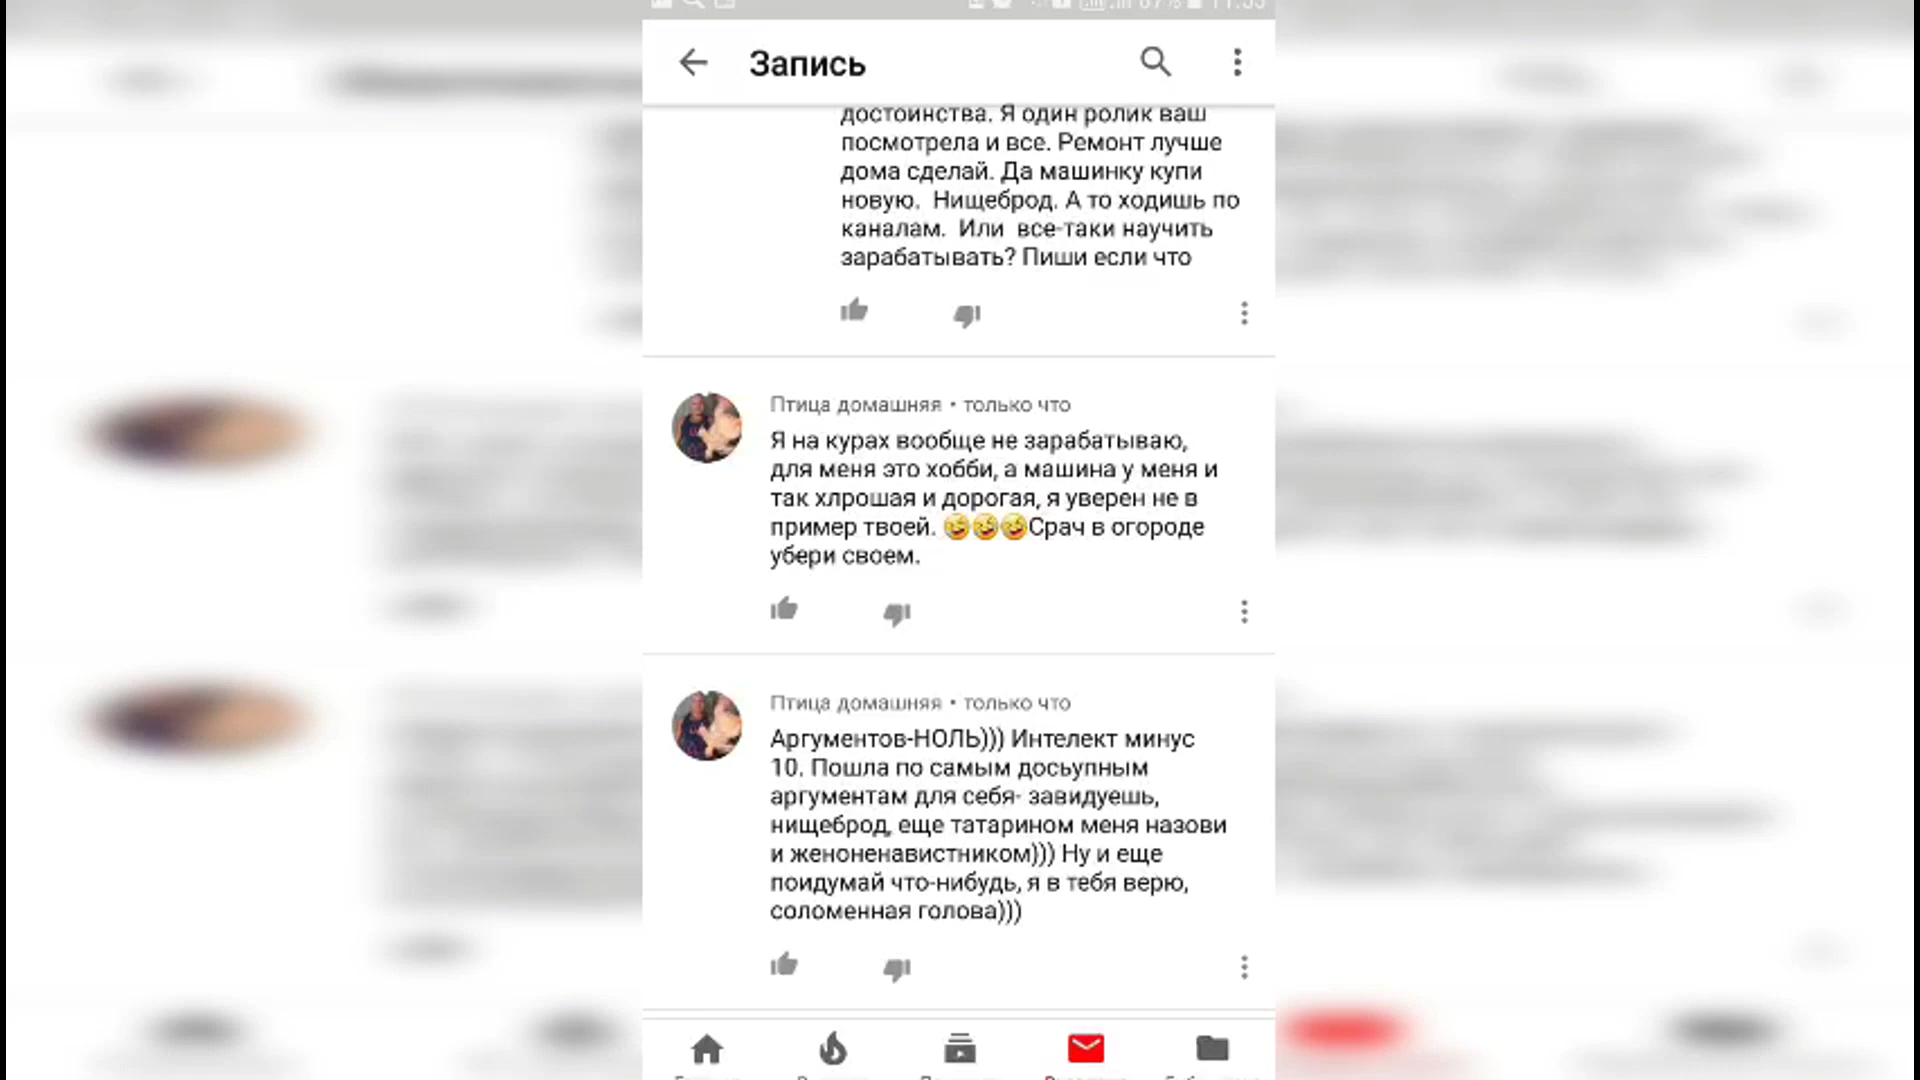 Запись
достоинства. Я один ролик ваш
посмотрела и все. Ремонт лучше
дома сделай. Да машинку купи
новую. Нищеброд. А то ходишь по
каналам. Или все-таки научить
зарабатывать? Пиши если что
Птица домашняя • только что
Я на курах вообще не зарабатываю,
для меня это хобби, а машина у меня и
так хлрошая и дорогая, я уверен не в
пример твоей. 🤣🤣🤣Срач в огороде
убери своем.
Птица домашняя • только что
Аргументов-НОЛЬ))) Интелект минус
10. Пошла по самым досьупным
аргументам для себя- завидуешь,
нищеброд, еще татарином меня назови
и женоненавистником))) Ну и еще
поидумай что-нибудь, я в тебя верю,
соломенная голова)))